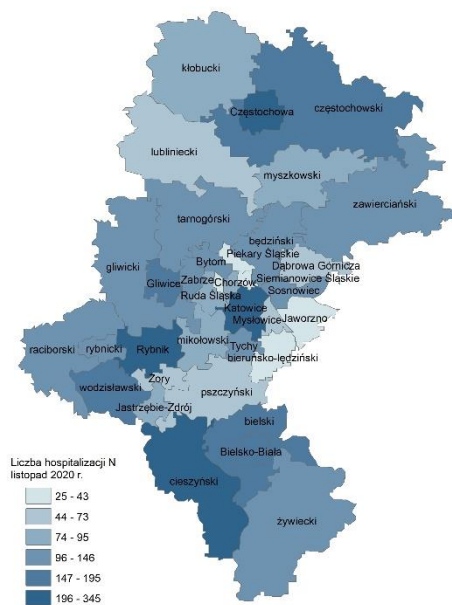 kłobucki
Częstochowa
częstochowski
lubliniecki
myszkowski
zawierciański
tarnogórski
będziński
Bytom
Piekary Śląskie
Dąbrowa Górnicza
gliwicki
Gliwice
Zabrze
Chorzów
Siemianowice Śląskie
Sosnowiec
Ruda Śląska
Katowice
Mysłowice
Jaworzno
raciborski
rybnicki
Rybnik
mikołowski
Tychy
bieruńsko-lędziński
wodzisławski
Żory
pszczyński
Jastrzębie-Zdrój
bielski
Bielsko-Biała
cieszyński
żywiecki
Liczba hospitalizacji N
listopad 2020 r.
25 - 43
44 - 73
74 - 95
96 - 146
147 - 195
196 - 345